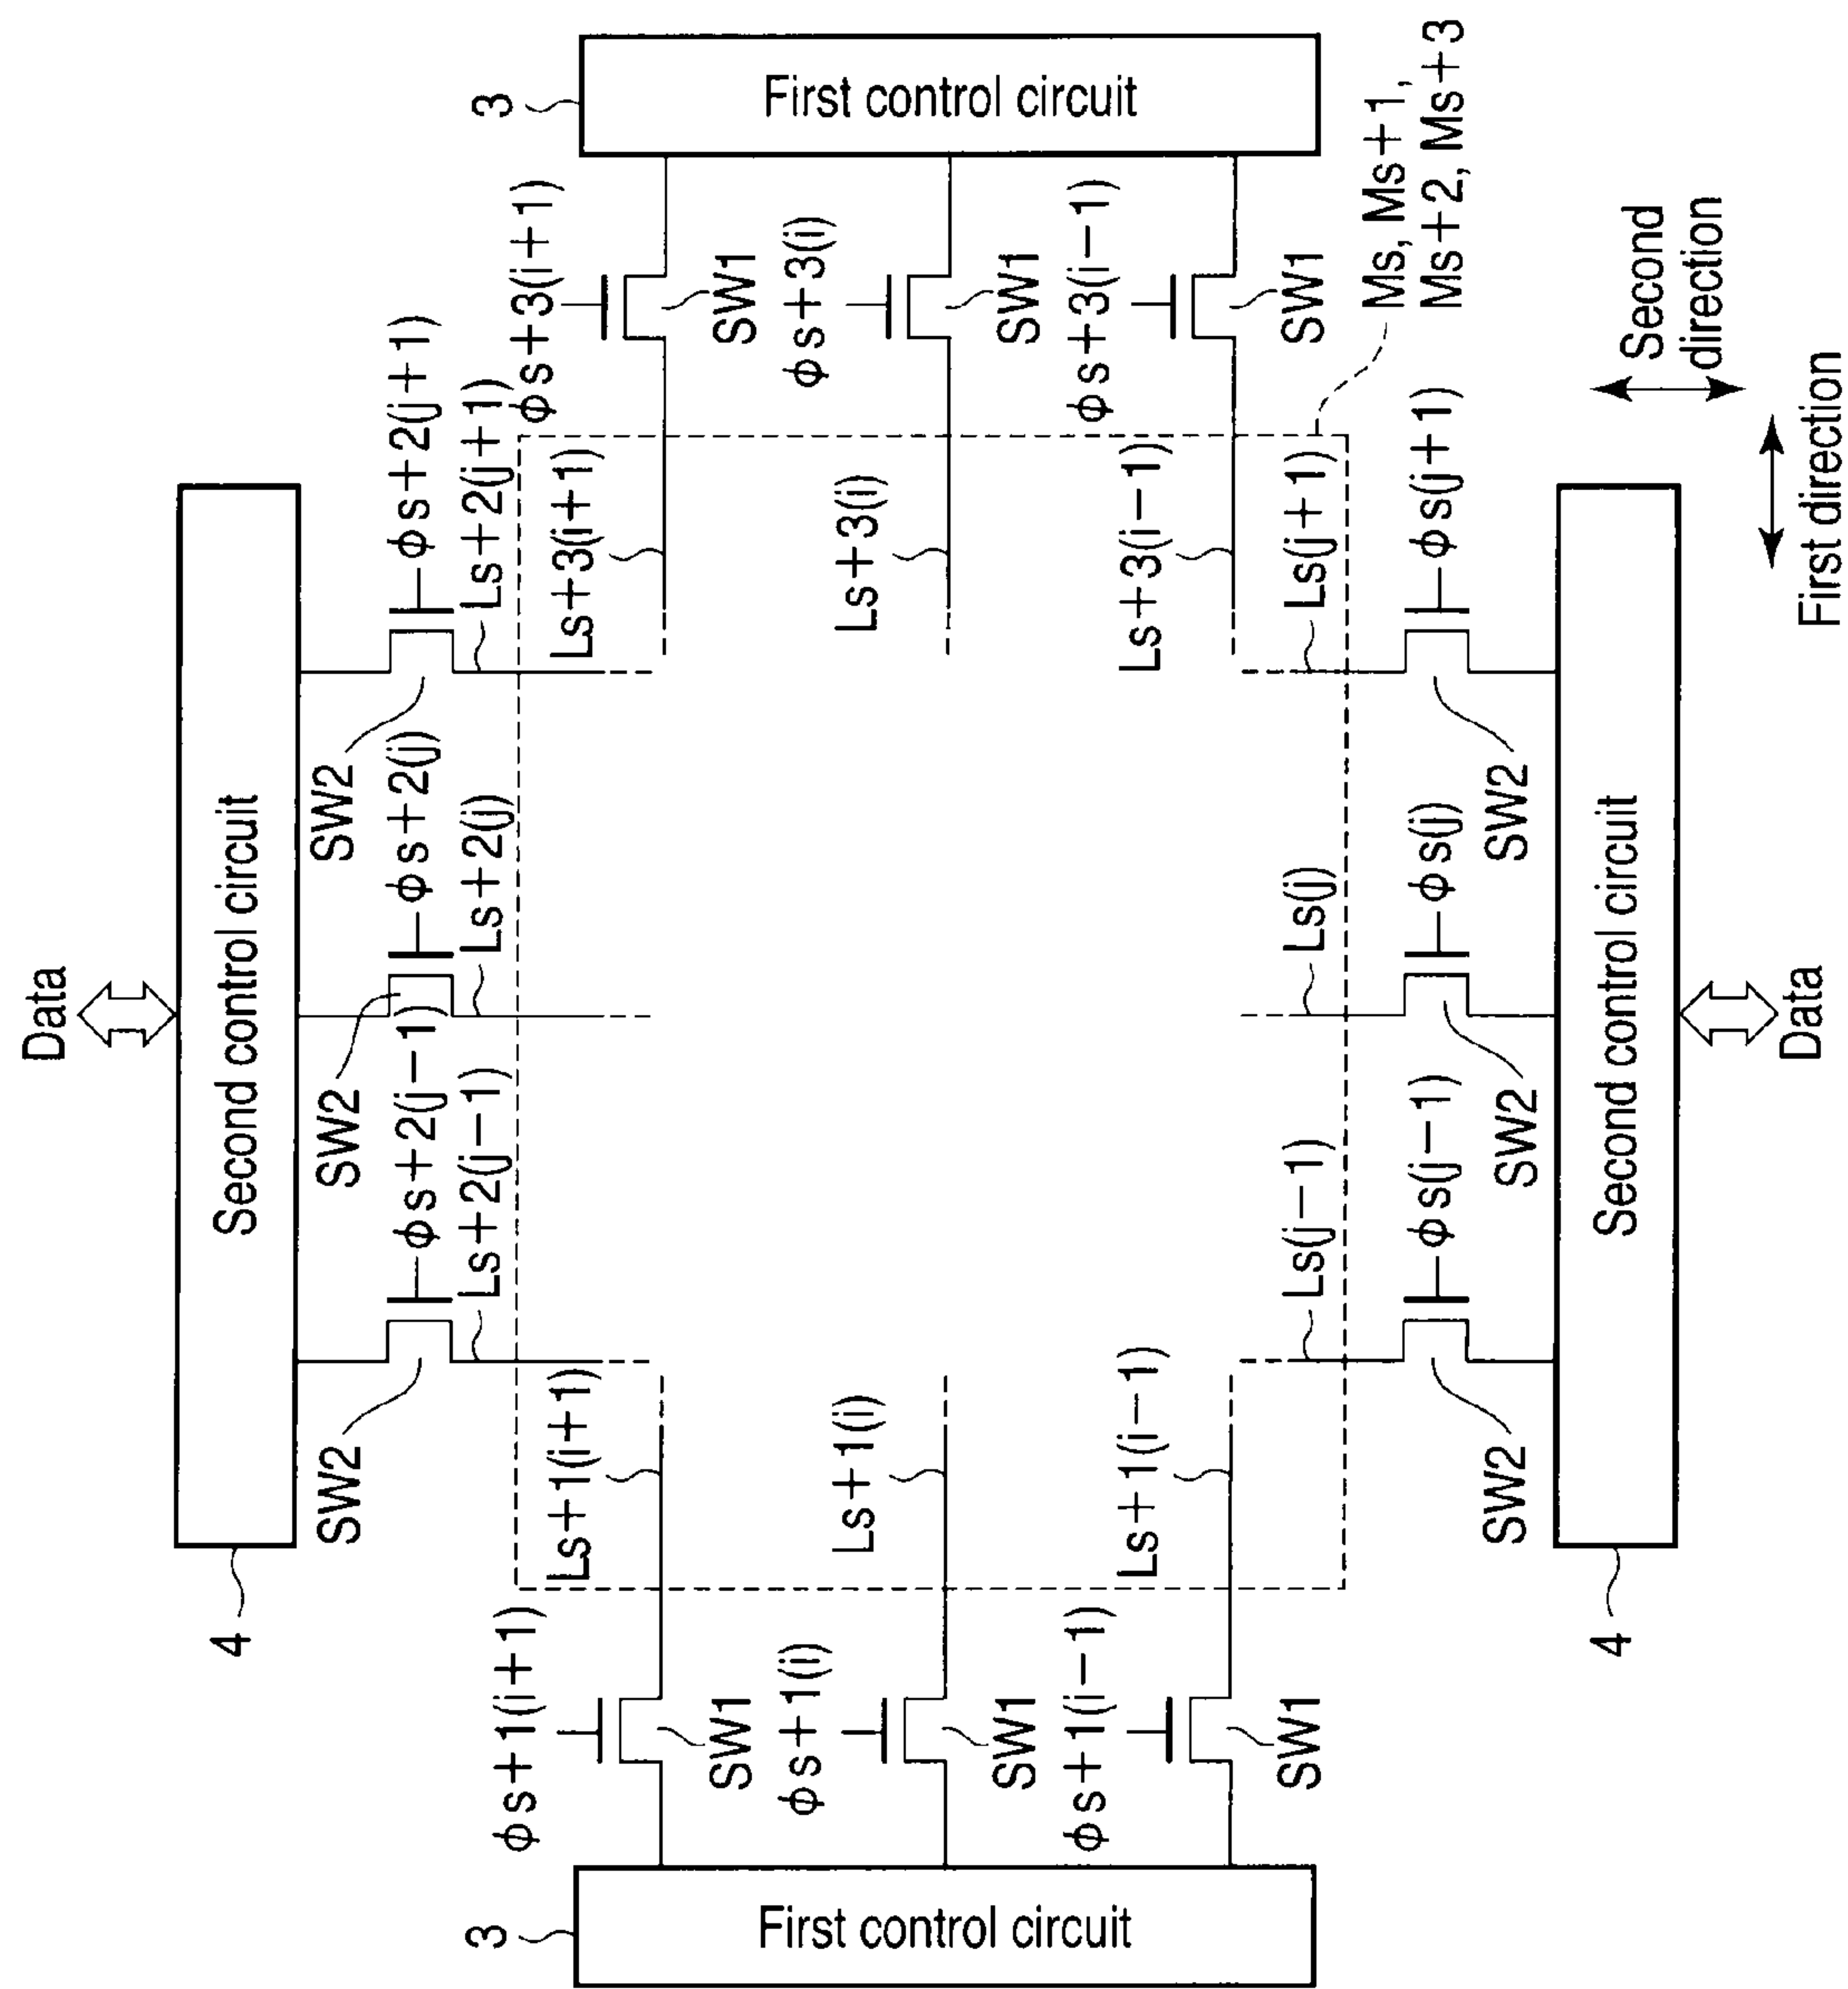 Data
4
Second control circuit
SW2
SW2
SW2
φs+2(j−1)
φs+2(j)
φs+2(j+1)
Ls+2(j−1)
Ls+2(j)
Ls+2(j+1)
3
First control circuit
φs+1(i+1)
Ls+1(i+1)
SW1
φs+1(i)
Ls+1(i)
SW1
φs+1(i−1)
Ls+1(i−1)
SW1
3
First control circuit
φs+3(i+1)
Ls+3(i+1)
SW1
φs+3(i)
Ls+3(i)
SW1
φs+3(i−1)
Ls+3(i−1)
SW1
Ls(j−1)
Ls(j)
Ls(j+1)
Ms, Ms+1,
Ms+2, Ms+3
φs(j−1)
φs(j)
φs(j+1)
SW2
SW2
SW2
4
Second control circuit
Data
Second
direction
First direction